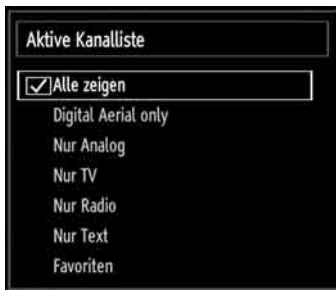 Aktive Kanalliste
Alle zeigen
Digital Aerial only
Nur Analog
Nur TV
Nur Radio
Nur Text
Favoriten